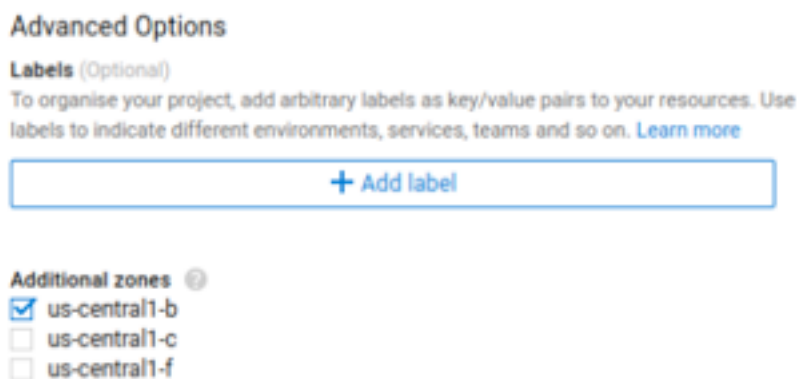 Advanced Options
Labels (Optional)
To organise your project, add arbitrary labels as key/value pairs to your resources. Use
labels to indicate different environments, services, teams and so on. Learn more
+ Add label
Additional zones ?
us-central1-b
us-central1-c
us-central1-f